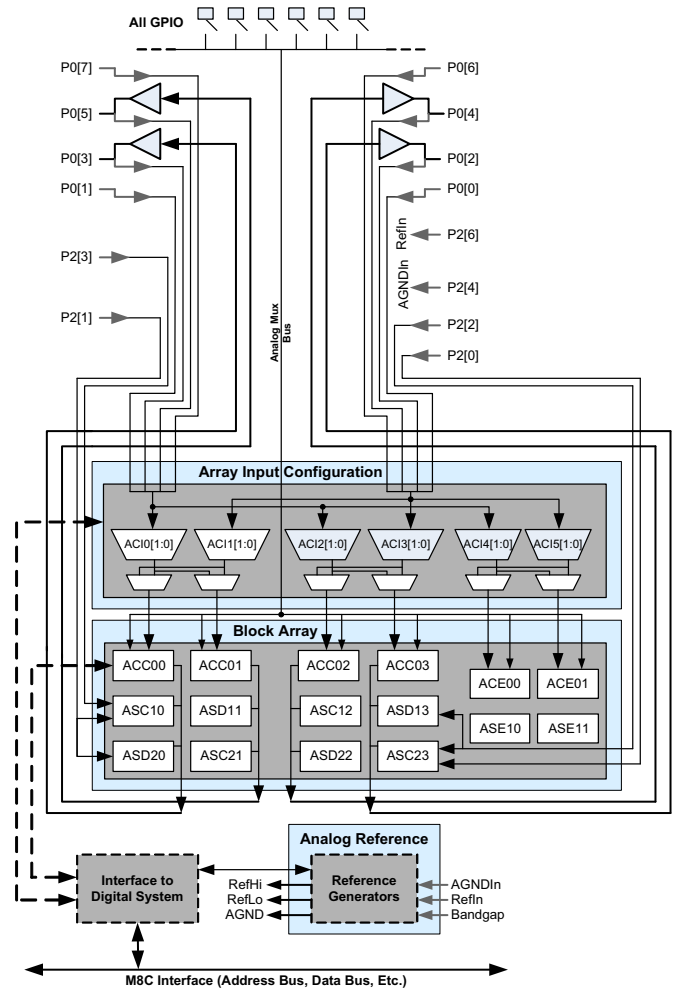 All GPIO
P0[7]
P0[6]
P0[5]
P0[4]
P0[3]
P0[2]
P0[1]
P0[0]
RefIn
P2[6]
P2[3]
AGNDIn
P2[4]
P2[1]
P2[2]
P2[0]
Analog Mux
Bus
Array Input Configuration
ACI0[1:0] ACI1[1:0] ACI2[1:0] ACI3[1:0] ACI4[1:0] ACI5[1:0]
Block Array
ACC00 ACC01 ACC02 ACC03
ACE00 ACE01
ASC10 ASD11 ASC12 ASD13
ASE10 ASE11
ASD20 ASC21 ASD22 ASC23
Analog Reference
Interface to
Digital System
RefHi
RefLo
AGND
Reference
Generators
AGNDIn
RefIn
Bandgap
M8C Interface (Address Bus, Data Bus, Etc.)